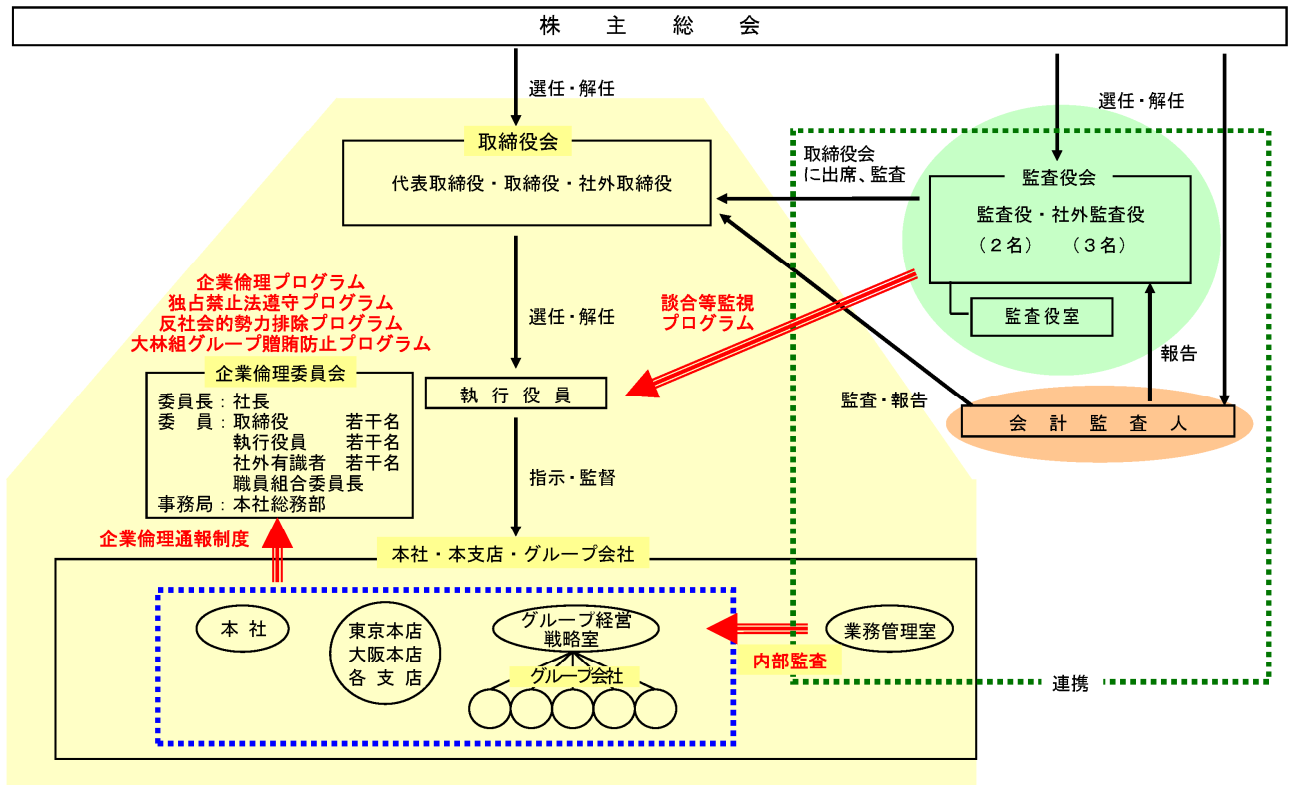 株主総会
選任・解任
選任・解任
取締役会
代表取締役・取締役・社外取締役
取締役会
に出席、監査
監査役会
監査役・社外監査役
（２名）　（３名）
監査役室
企業倫理プログラム
独占禁止法遵守プログラム
反社会的勢力排除プログラム
大林組グループ贈賄防止プログラム
選任・解任
談合等監視
プログラム
報告
企業倫理委員会
委員長：社長
委　員：取締役　若干名
執行役員　若干名
社外有識者　若干名
職員組合委員長
事務局：本社総務部
執行役員
監査・報告
会計監査人
指示・監督
企業倫理通報制度
本社・本支店・グループ会社
本社
東京本店
大阪本店
各支店
グループ経営
戦略室
グループ会社
内部監査
業務管理室
連携